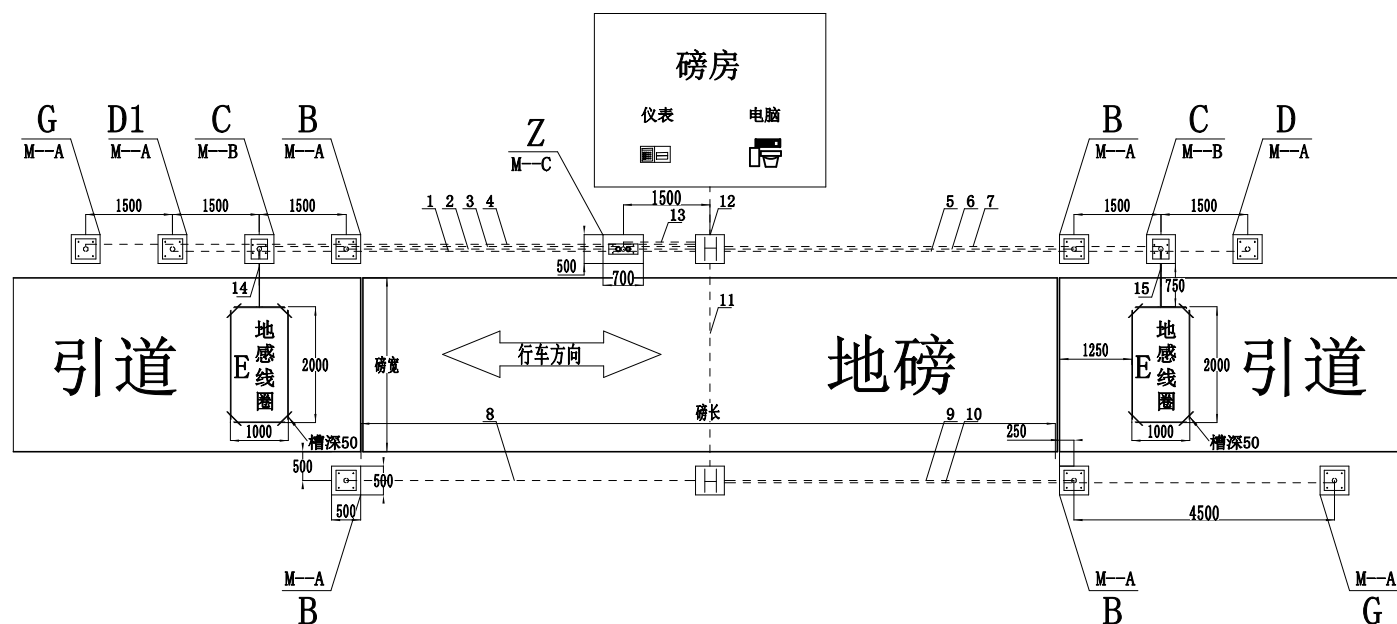 磅房
仪表
电脑
G
M--A
D1
M--A
C
M--B
B
M--A
Z
M--C
B
M--A
C
M--B
D
M--A
1500
1500
1500
1
2
3
4
1500
13
12
5
6
7
1500
1500
500
700
14
15
750
引道
E
地感线圈
2000
1000
槽深50
磅宽
行车方向
11
地磅
磅长
1250
E
地感线圈
2000
1000
槽深50
引道
8
9
10
250
500
500
500
4500
M--A
B
M--A
B
M--A
G